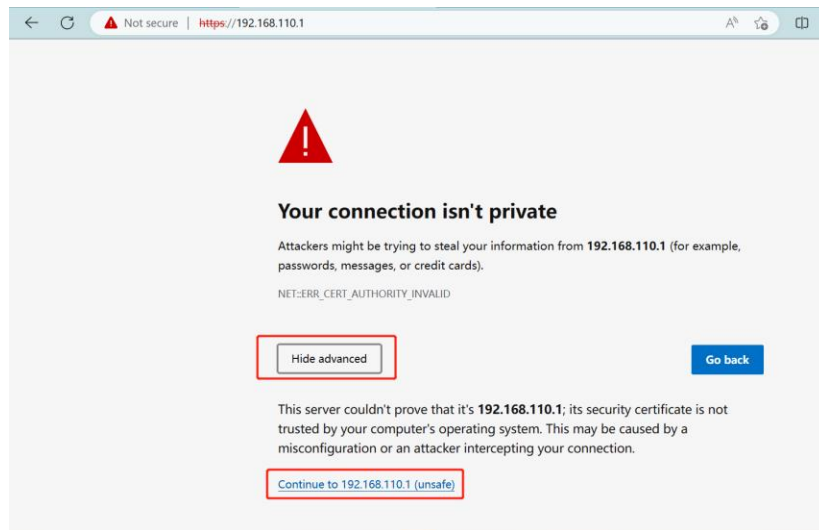 Not secure | https://192.168.110.1
Your connection isn't private
Attackers might be trying to steal your information from 192.168.110.1 (for example,
passwords, messages, or credit cards).
NET::ERR_CERT_AUTHORITY_INVALID
Hide advanced
Go back
This server couldn't prove that it's 192.168.110.1; its security certificate is not
trusted by your computer's operating system. This may be caused by a
misconfiguration or an attacker intercepting your connection.
Continue to 192.168.110.1 (unsafe)